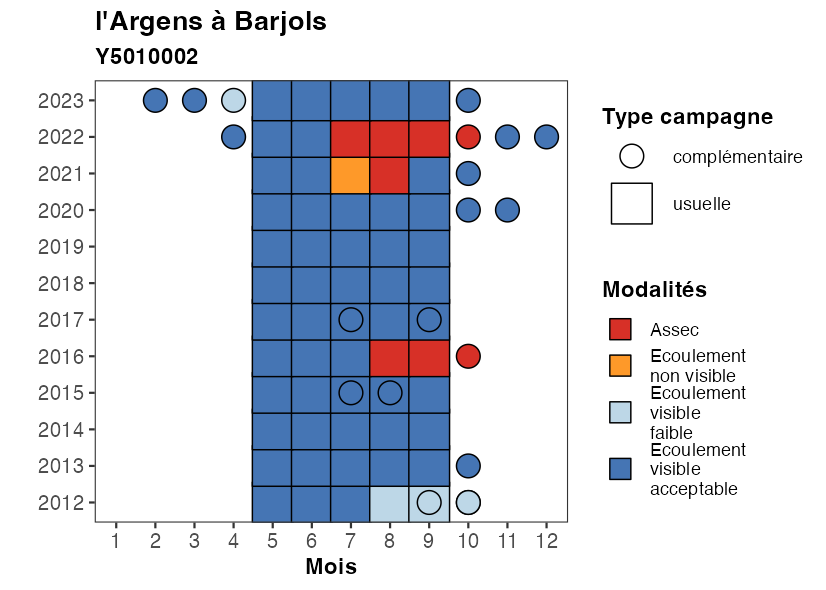 l'Argens à Barjols
Y5010002
2023
2022
2021
2020
2019
2018
2017
2016
2015
2014
2013
2012
1 2 3 4 5 6 7 8 9 10 11 12
Mois
Type campagne
complémentaire
usuelle
Modalités
Assec
Ecoulement
non visible
Ecoulement
visible
faible
Ecoulement
visible
acceptable